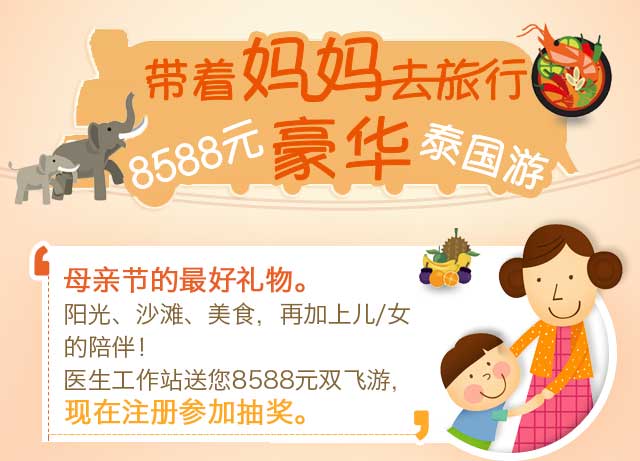 带着妈妈去旅行
8588元豪华泰国游
母亲节的最好礼物。
阳光、沙滩、美食，再加上儿/女
的陪伴！
医生工作站送您8588元双飞游，
现在注册参加抽奖。